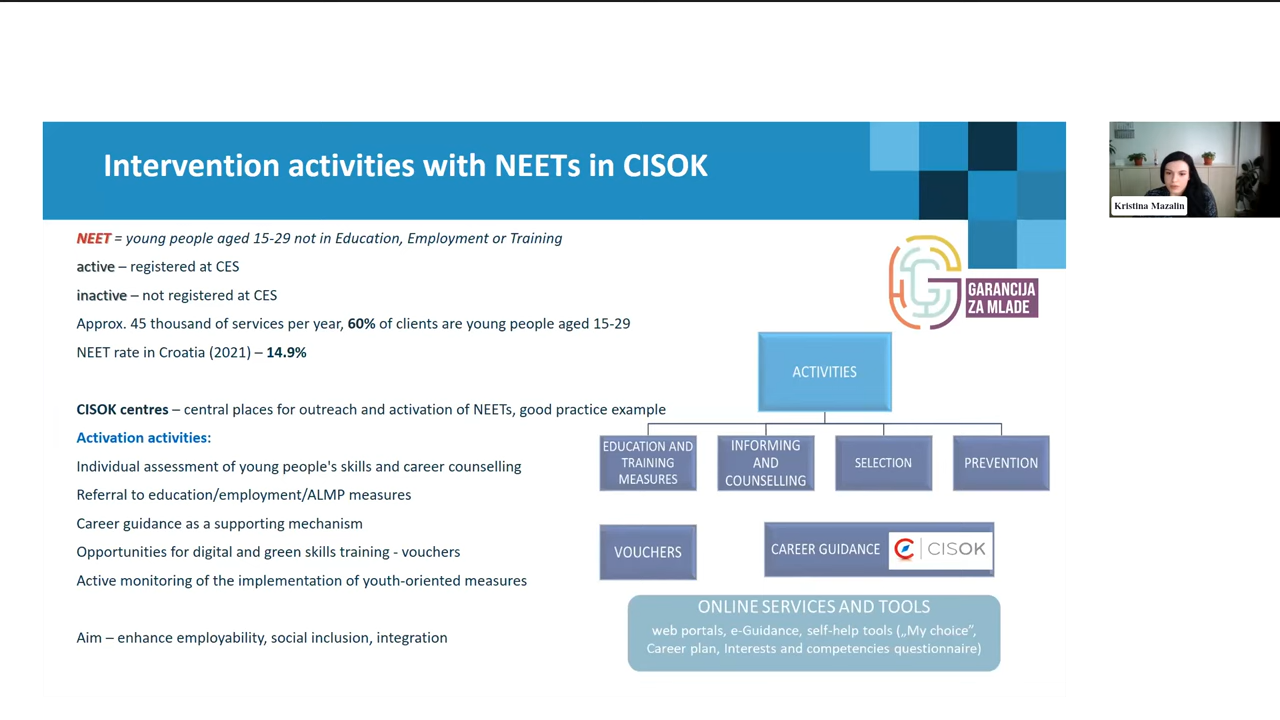 Intervention activities with NEETs in CISOK
NEET = young people aged 15-29 not in Education, Employment or Training
active – registered at CES
inactive – not registered at CES
Approx. 45 thousand of services per year, 60% of clients are young people aged 15-29
NEET rate in Croatia (2021) – 14.9%
CISOK centres – central places for outreach and activation of NEETs, good practice example
Activation activities:
Individual assessment of young people's skills and career counselling
Referral to education/employment/ALMP measures
Career guidance as a supporting mechanism
Opportunities for digital and green skills training - vouchers
Active monitoring of the implementation of youth-oriented measures
Aim – enhance employability, social inclusion, integration
GARANCIJA
ZA MLADE
ACTIVITIES
EDUCATION AND
TRAINING
MEASURES
INFORMING
AND
COUNSELLING
SELECTION
PREVENTION
VOUCHERS
CAREER GUIDANCE
CISOK
ONLINE SERVICES AND TOOLS
web portals, e-Guidance, self-help tools („My choice”,
Career plan, Interests and competencies questionnaire)
Kristina Mazalin